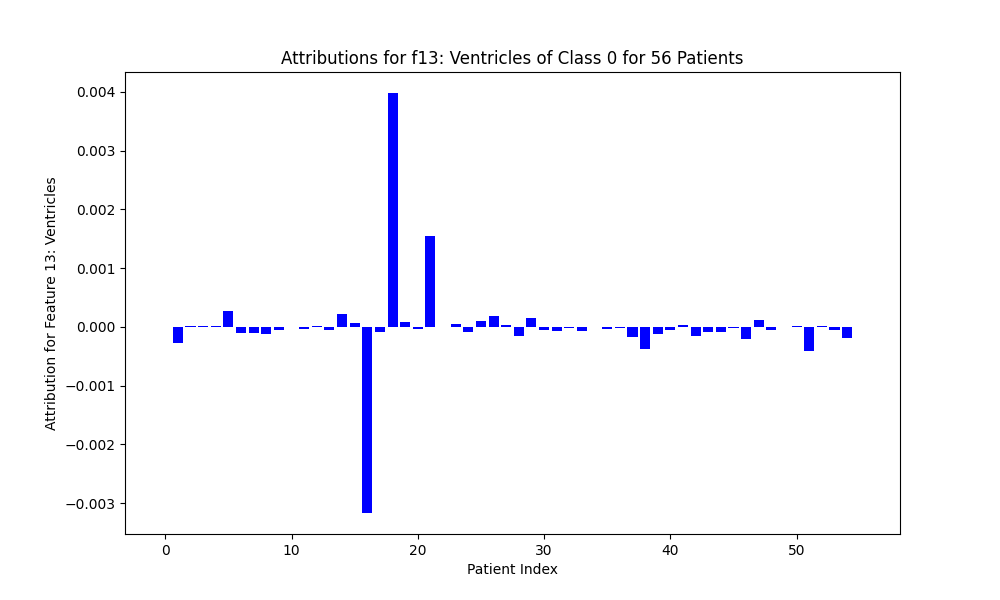 Attributions for f13: Ventricles of Class 0 for 56 Patients
Attribution for Feature 13: Ventricles
0.004
0.003
0.002
0.001
0.000
−0.001
−0.002
−0.003
0 10 20 30 40 50
Patient Index